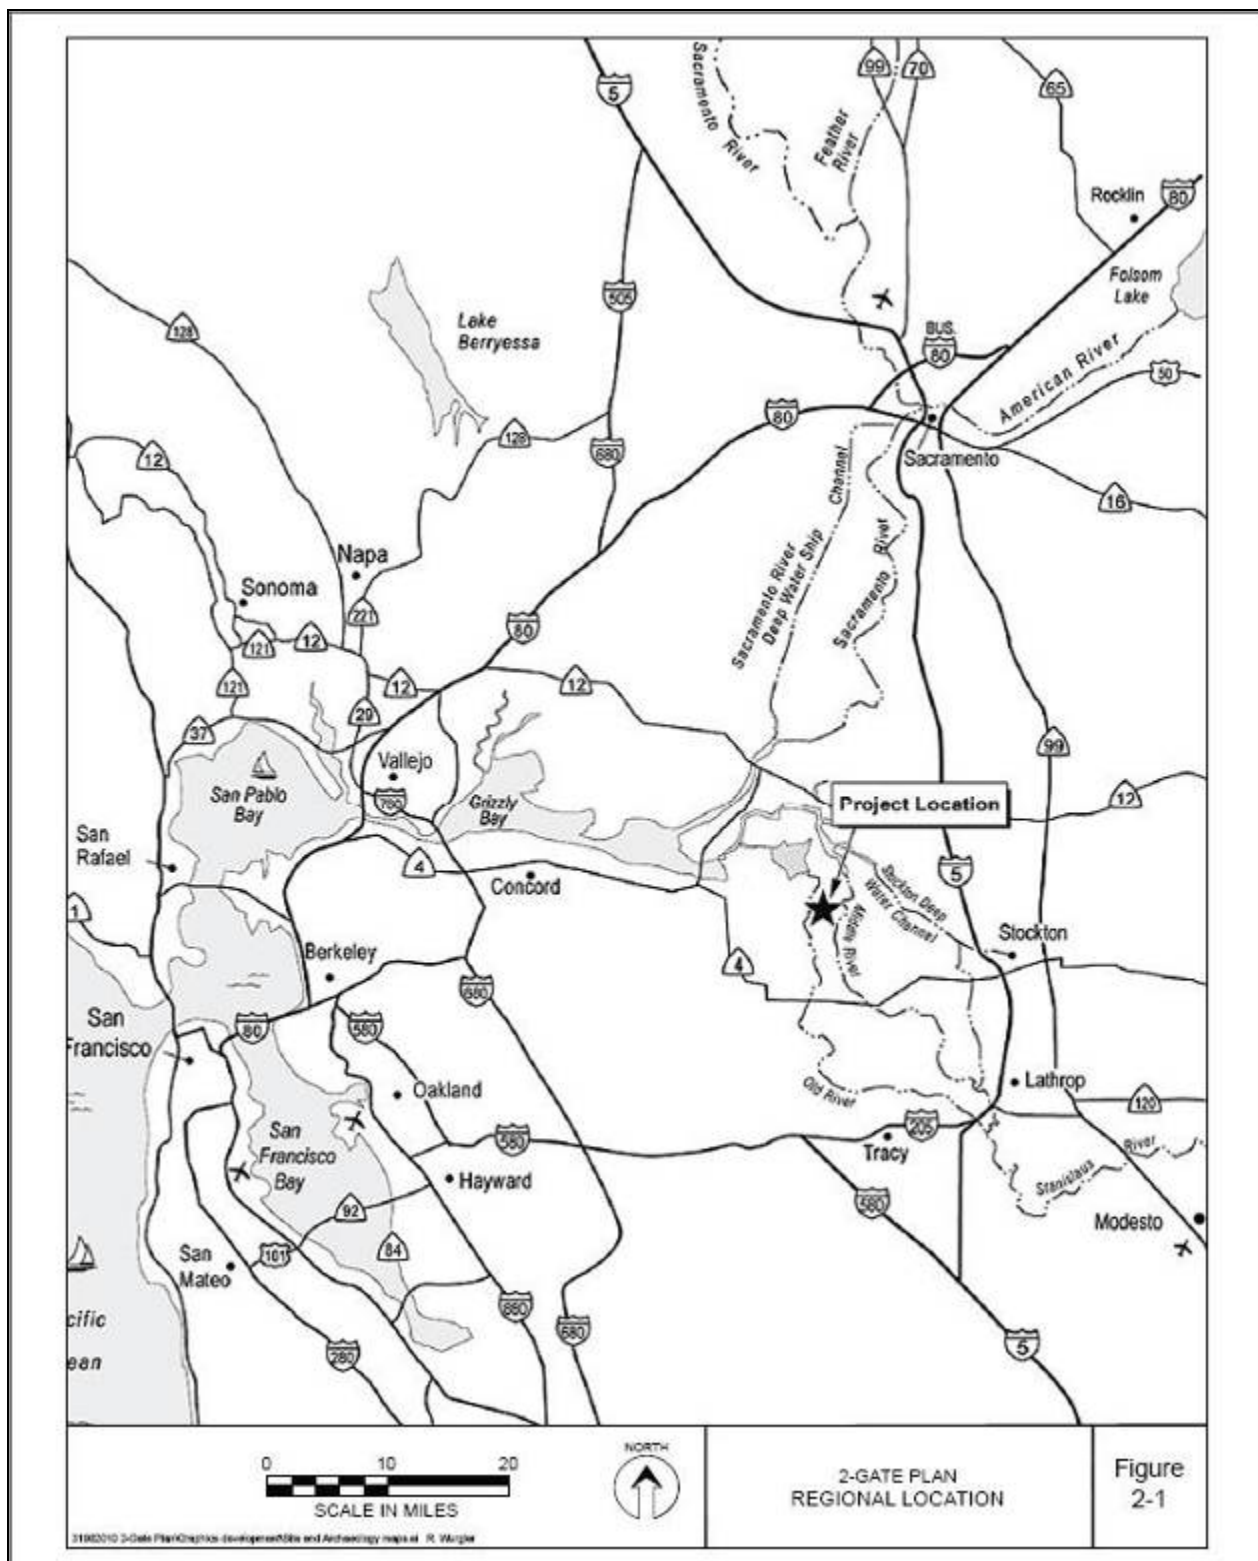 5
99
70
65
Sacramento
River
Feather
River
Rocklin
80
Folsom
Lake
505
128
Lake
Berryessa
BUS.
80
American River
50
80
128
680
12
Sacramento
Channel
16
Sacramento River
Deep Water Ship
Sacramento River
Napa
Sonoma
221
80
121
12
121
12
12
29
37
99
Vallejo
San Pablo
Bay
780
Grizzly
Bay
Project Location
12
San
Rafael
4
Concord
5
Stockton Deep
Water Channel
Middle River
1
Berkeley
4
Stockton
680
San
Francisco
80
580
Oakland
Old River
Lathrop
120
San
Francisco
Bay
580
205
Tracy
Stanislaus River
Hayward
92
580
Modesto
San
Mateo
101
84
cific
ean
880
680
280
5
0 10 20
SCALE IN MILES
NORTH
2-GATE PLAN
REGIONAL LOCATION
Figure
2-1